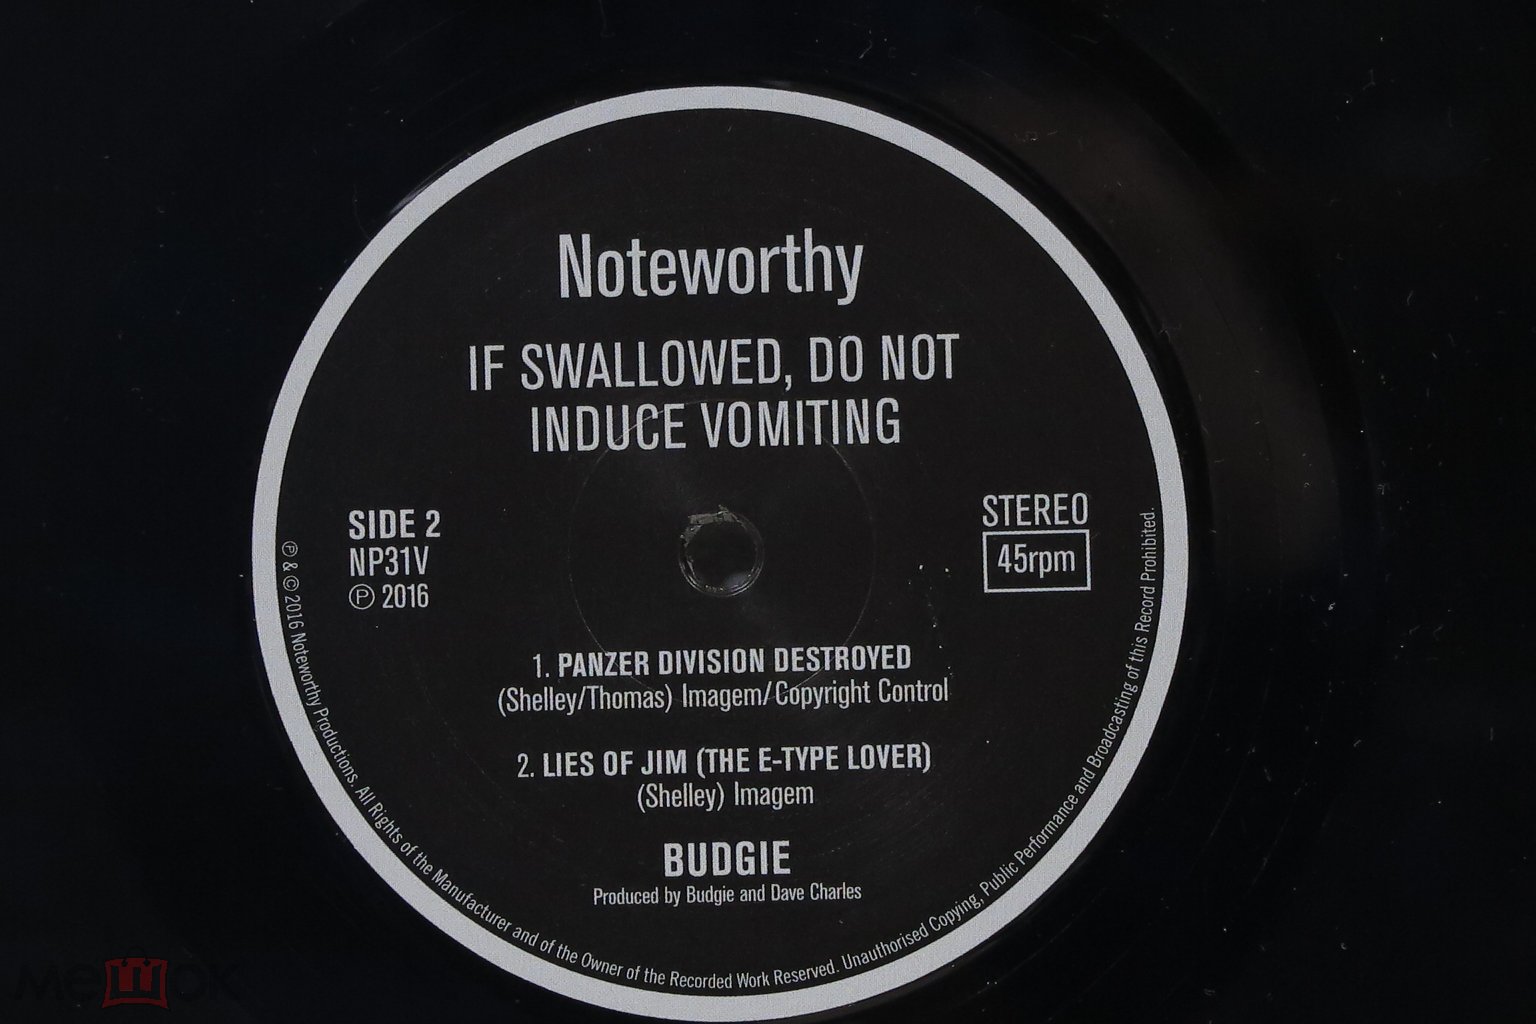 Noteworthy
IF SWALLOWED, DO NOT
INDUCE VOMITING
SIDE 2
NP31V
℗ 2016
STEREO
45rpm
1. PANZER DIVISION DESTROYED
(Shelley/Thomas) Imagem/Copyright Control
2. LIES OF JIM (THE E-TYPE LOVER)
(Shelley) Imagem
BUDGIE
Produced by Budgie and Dave Charles
℗ & © 2016 Noteworthy Productions. All Rights of the Manufacturer and of the Owner of the Recorded Work Reserved. Unauthorised Copying, Public Performance and Broadcasting of this Record Prohibited.
мешок